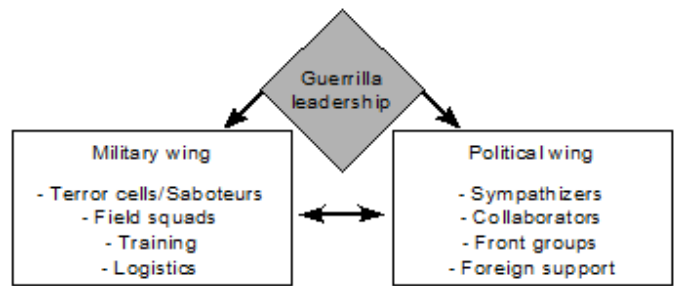 Guerrilla
leadership
Military wing
- Terror cells/Saboteurs
- Field squads
- Training
- Logistics
Political wing
- Sympathizers
- Collaborators
- Front groups
- Foreign support